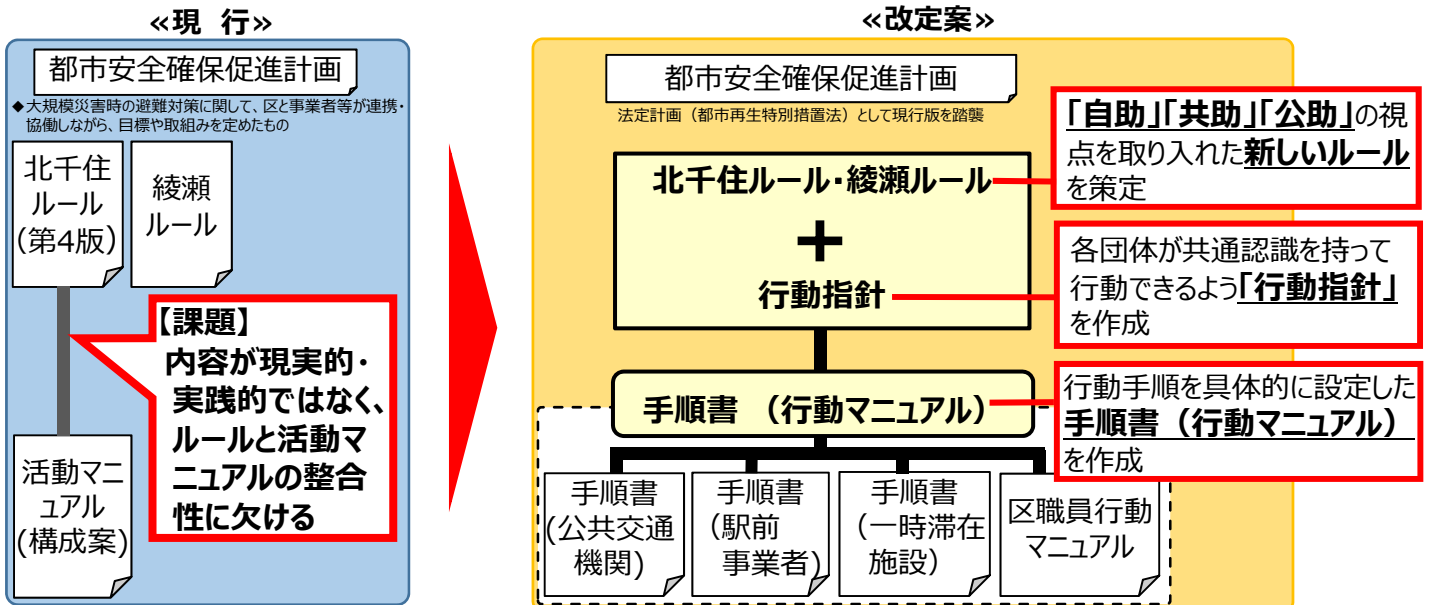 ≪現 行≫
都市安全確保促進計画
◆大規模災害時の避難対策に関して、区と事業者等が連携・
協働しながら、目標や取組みを定めたもの
北千住
ルール
(第4版)
綾瀬
ルール
【課題】
内容が現実的・
実践的ではなく、
ルールと活動マ
ニュアルの整合
性に欠ける
活動マニ
ュアル
(構成案)
≪改定案≫
都市安全確保促進計画
法定計画(都市再生特別措置法)として現行版を踏襲
北千住ルール・綾瀬ルール
+
行動指針
手順書 (行動マニュアル)
手順書
(公共交通
機関)
手順書
(駅前
事業者)
手順書
(一時滞在
施設)
区職員行動
マニュアル
「自助」「共助」「公助」の視
点を取り入れた新しいルール
を策定
各団体が共通認識を持って
行動できるよう「行動指針」
を作成
行動手順を具体的に設定した
手順書(行動マニュアル)
を作成